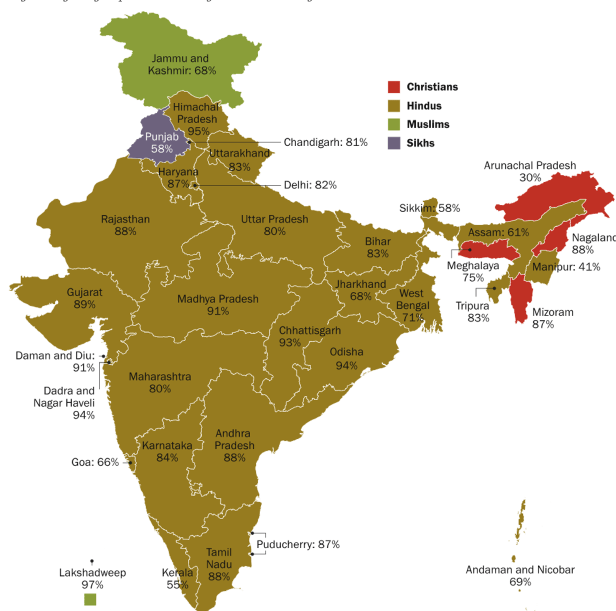 Jammu and
Kashmir: 68%
Christians
Hindus
Muslims
Sikhs
Himachal
Pradesh
95%
Punjab
58%
Chandigarh: 81%
Uttarakhand
83%
Haryana
87%
Delhi: 82%
Arunachal Pradesh
30%
Rajasthan
88%
Uttar Pradesh
80%
Sikkim: 58%
Assam: 61%
Nagaland
88%
Bihar
83%
Meghalaya
75%
Manipur: 41%
Gujarat
89%
Madhya Pradesh
91%
Jharkhand
68%
West
Bengal
71%
Tripura
83%
Mizoram
87%
Chhattisgarh
93%
Odisha
94%
Daman and Diu:
91%
Dadra and
Nagar Haveli
94%
Maharashtra
80%
Karnataka
84%
Andhra
Pradesh
88%
Goa: 66%
Puducherry: 87%
Tamil
Nadu
88%
Kerala
55%
Lakshadweep
97%
Andaman and Nicobar
69%